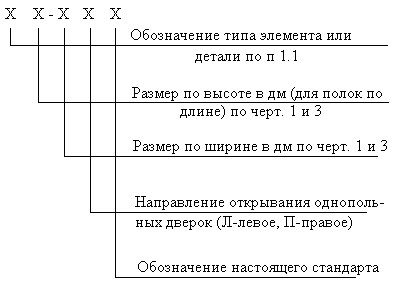 Х Х - Х Х Х
Обозначение типа элемента или
детали по п 1.1
Размер по высоте в дм (для полок по
длине) по черт. 1 и 3
Размер по ширине в дм по черт. 1 и 3
Направление открывания однополь-
ных дверок (Л-левое, П-правое)
Обозначение настоящего стандарта